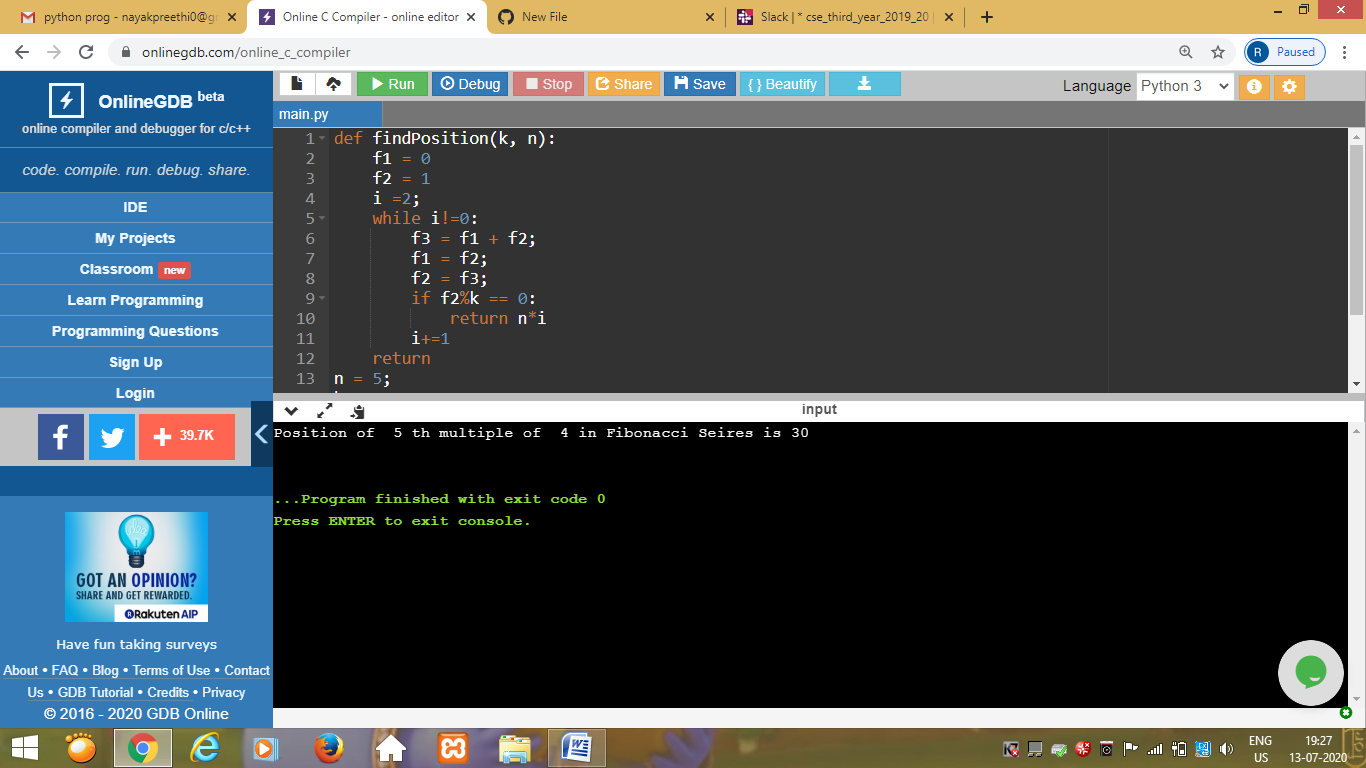 python prog - nayakpreethi0@gr
Online C Compiler - online editor
New File
Slack | * cse_third_year_2019_20 |
onlinegdb.com/online_c_compiler
R Paused
OnlineGDB beta
online compiler and debugger for c/c++
code. compile. run. debug. share.
IDE
My Projects
Classroom new
Learn Programming
Programming Questions
Sign Up
Login
39.7K
GOT AN OPINION?
SHARE AND GET REWARDED.
Rakuten AIP
Have fun taking surveys
About • FAQ • Blog • Terms of Use • Contact
Us • GDB Tutorial • Credits • Privacy
© 2016 - 2020 GDB Online
Run Debug Stop Share Save { } Beautify
Language Python 3
main.py
1 def findPosition(k, n):
2 f1 = 0
3 f2 = 1
4 i =2;
5 while i!=0:
6 f3 = f1 + f2;
7 f1 = f2;
8 f2 = f3;
9 if f2%k == 0:
10 return n*i
11 i+=1
12 return
13 n = 5;
input
Position of  5 th multiple of  4 in Fibonacci Seires is 30
...Program finished with exit code 0
Press ENTER to exit console.
ENG
US
19:27
13-07-2020